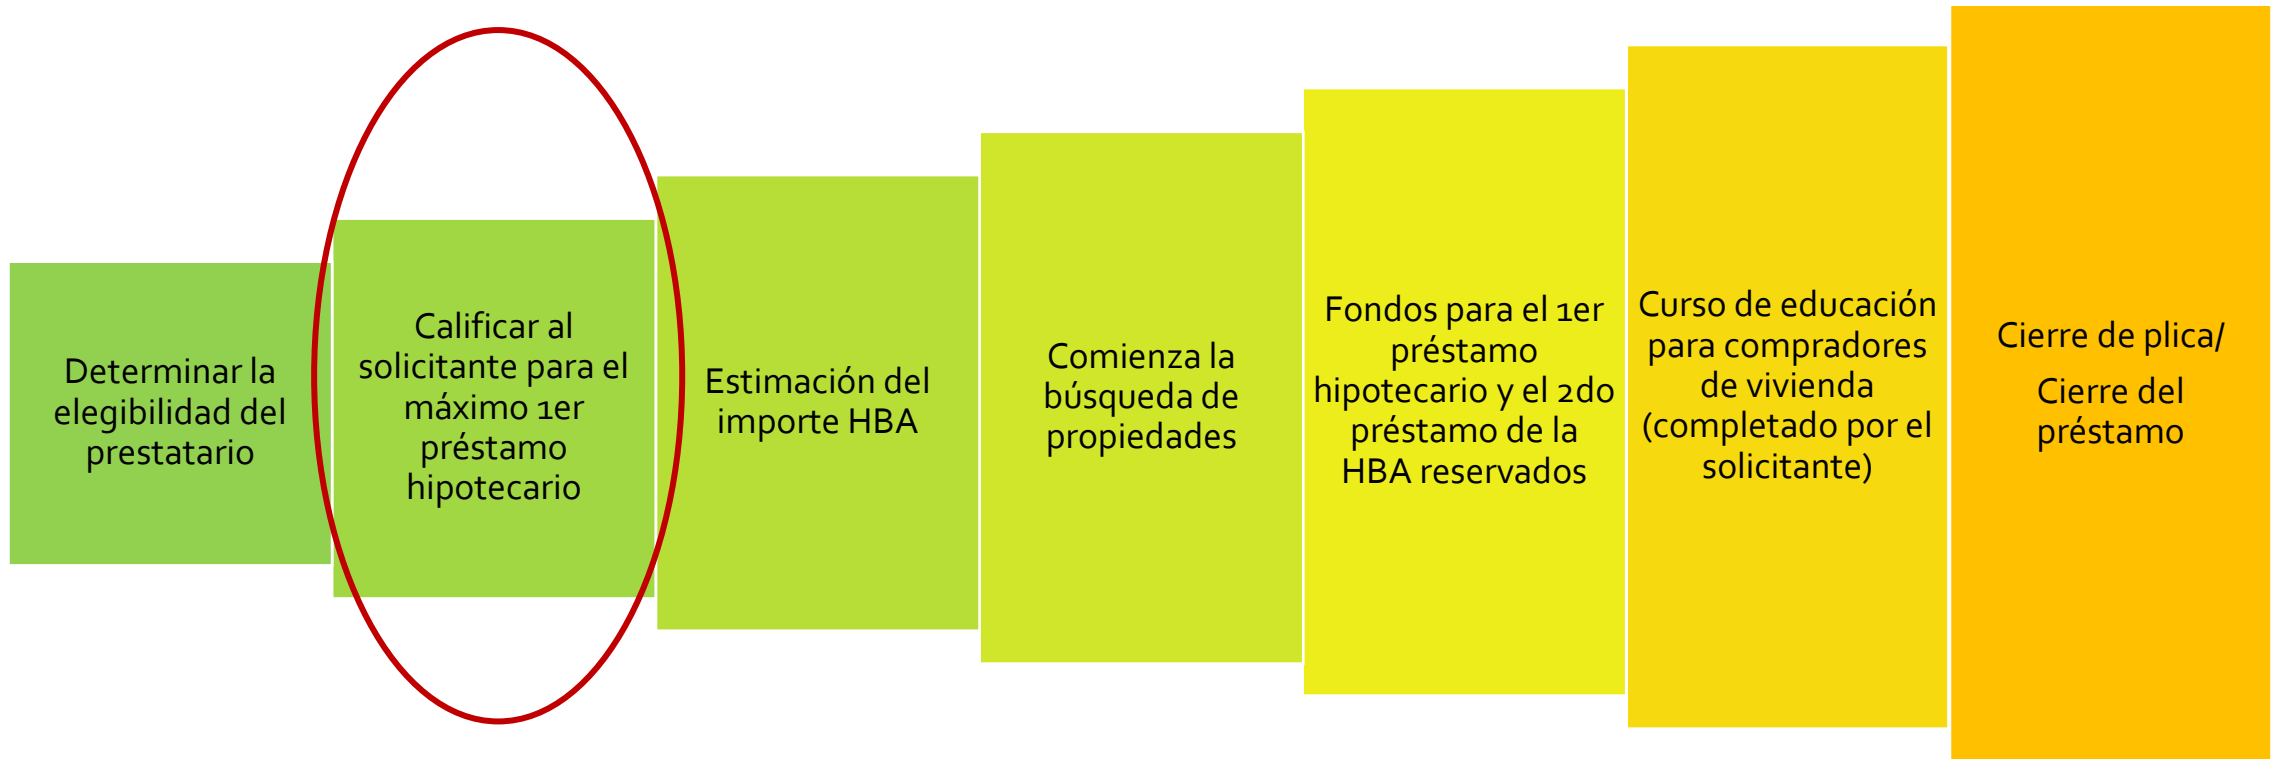 Determinar la
elegibilidad del
prestatario
Calificar al
solicitante para el
máximo 1er
préstamo
hipotecario
Estimación del
importe HBA
Comienza la
búsqueda de
propiedades
Fondos para el 1er
préstamo
hipotecario y el 2do
préstamo de la
HBA reservados
Curso de educación
para compradores
de vivienda
(completado por el
solicitante)
Cierre de plica/
Cierre del
préstamo